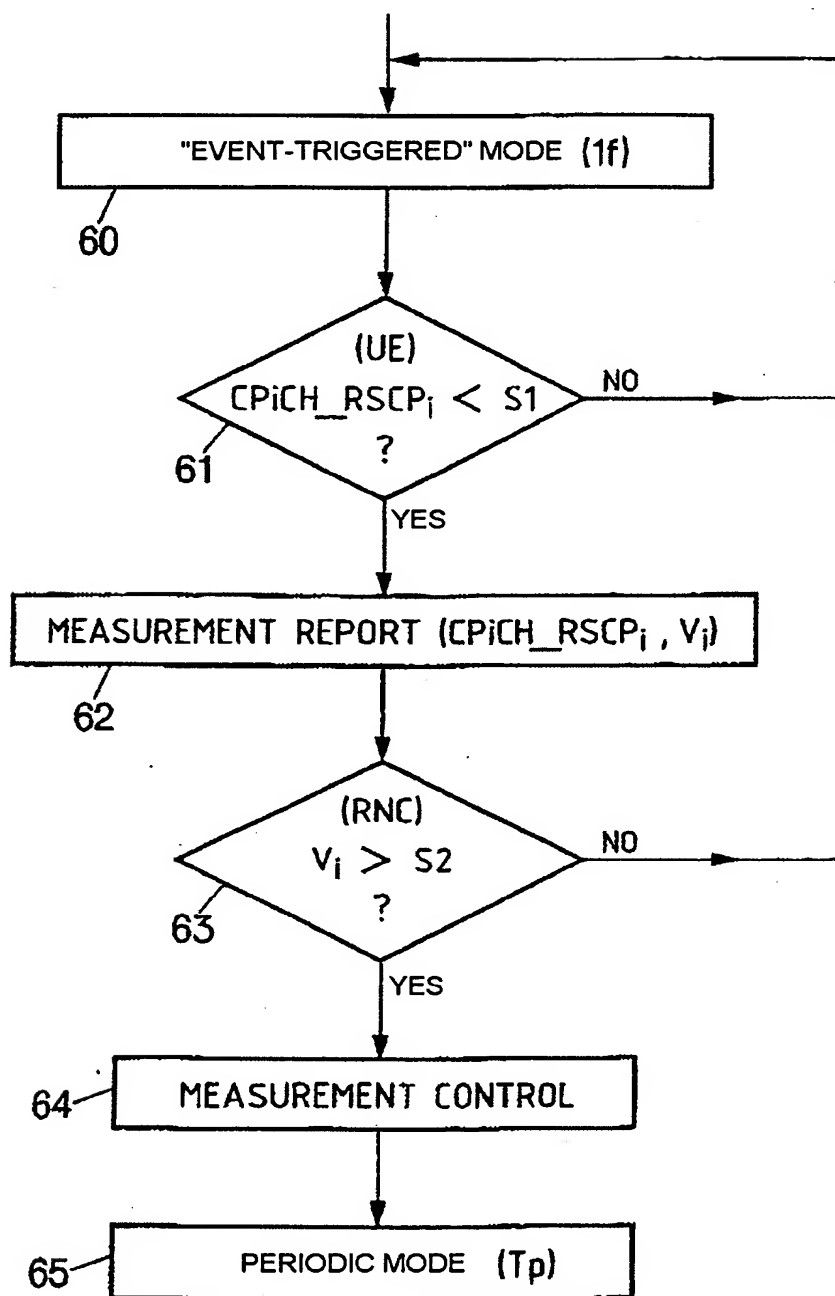 "EVENT-TRIGGERED" MODE (1f)
60
(UE)
CPiCH_RSCPi < S1
?
NO
61
YES
MEASUREMENT REPORT (CPiCH_RSCPi , Vi)
62
(RNC)
Vi > S2
?
NO
63
YES
64
MEASUREMENT CONTROL
65
PERIODIC MODE (Tp)